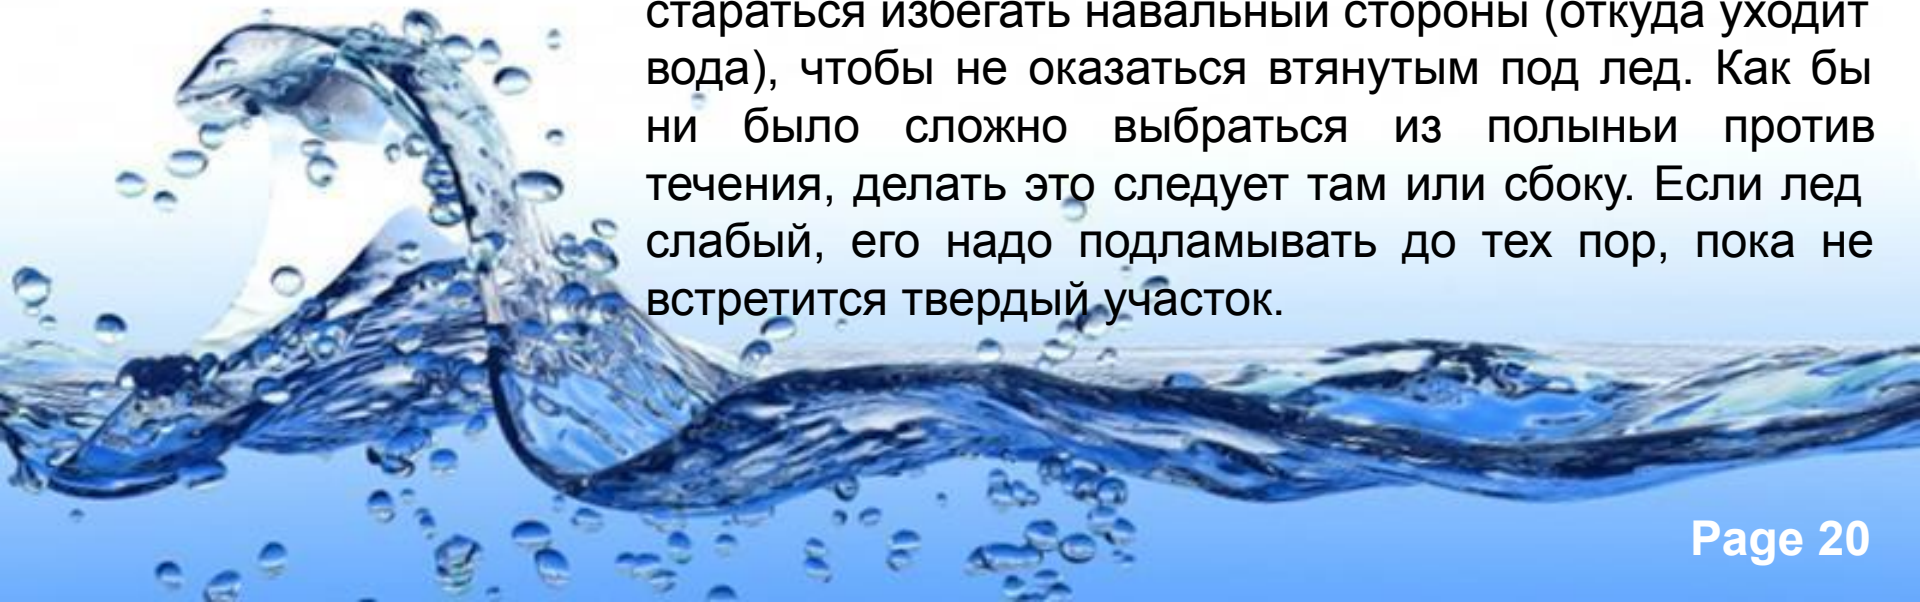 стараться избегать навальный стороны (откуда уходит
вода), чтобы не оказаться втянутым под лед. Как бы
ни было сложно выбраться из полыньи против
течения, делать это следует там или сбоку. Если лед
слабый, его надо подламывать до тех пор, пока не
встретится твердый участок.
Page 20